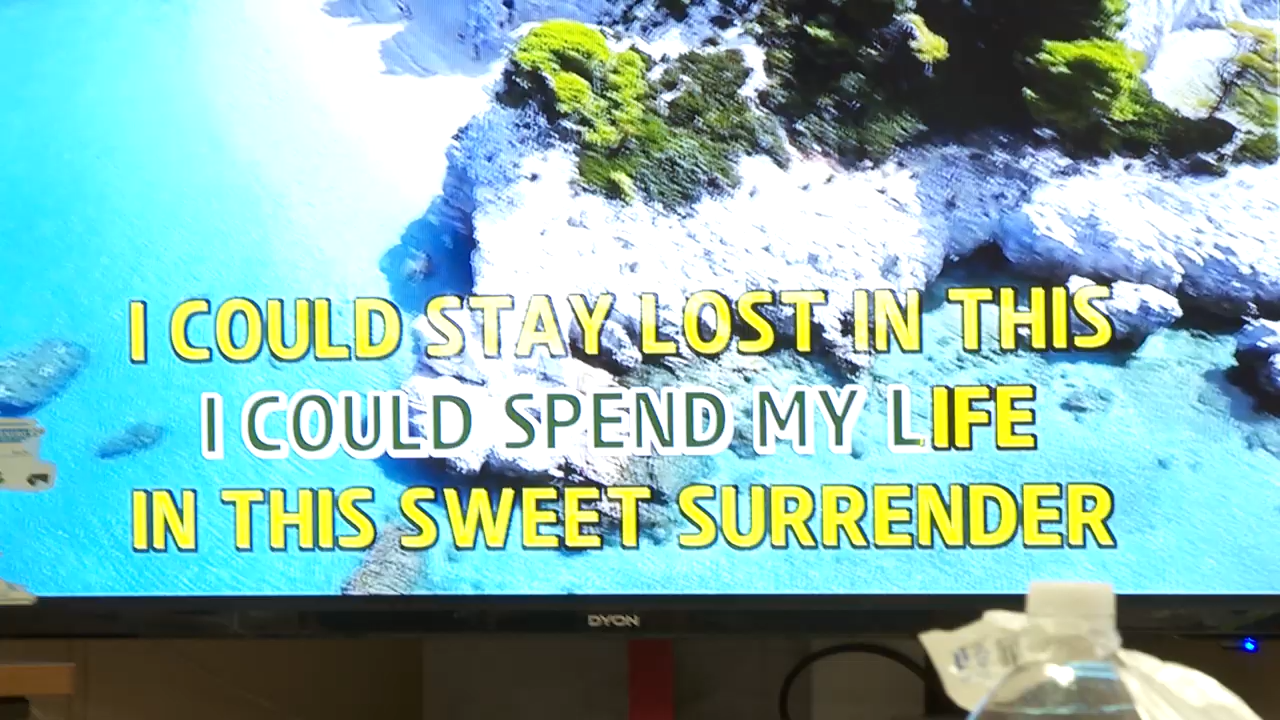 I COULD STAY LOST IN THIS
I COULD SPEND MY LIFE
IN THIS SWEET SURRENDER
DYON